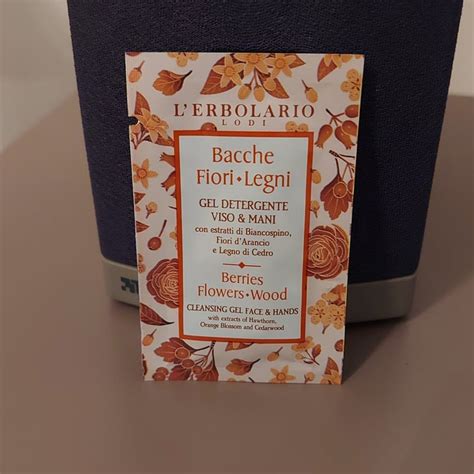 L'ERBOLARIO
LODI
Bacche
Fiori • Legni
GEL DETERGENTE
VISO & MANI
con estratti di Biancospino,
Fiori d'Arancio
e Legno di Cedro
Berries
Flowers • Wood
CLEANSING GEL FACE & HANDS
with extracts of Hawthorn,
Orange Blossom and Cedarwood